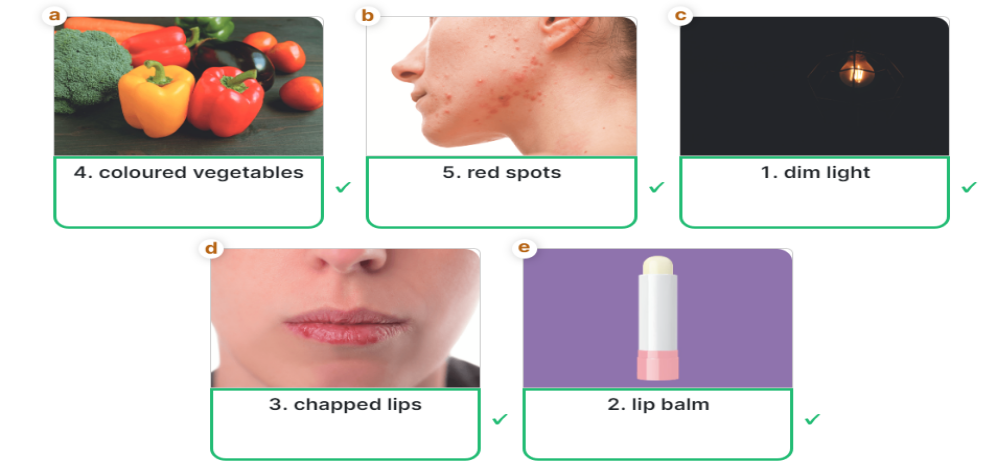 a
b
c
4. coloured vegetables
5. red spots
1. dim light
d
e
3. chapped lips
2. lip balm